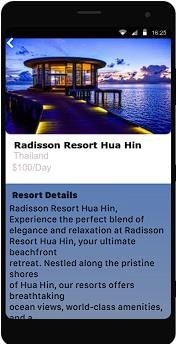 16:25
Radisson Resort Hua Hin
Thailand
$100/Day
Resort Details
Radisson Resort Hua Hin,
Experience the perfect blend of
elegance and relaxation at Radisson
Resort Hua Hin, your ultimate
beachfront
retreat. Nestled along the pristine
shores
of Hua Hin, our resorts offers
breathtaking
ocean views, world-class amenities,
and a